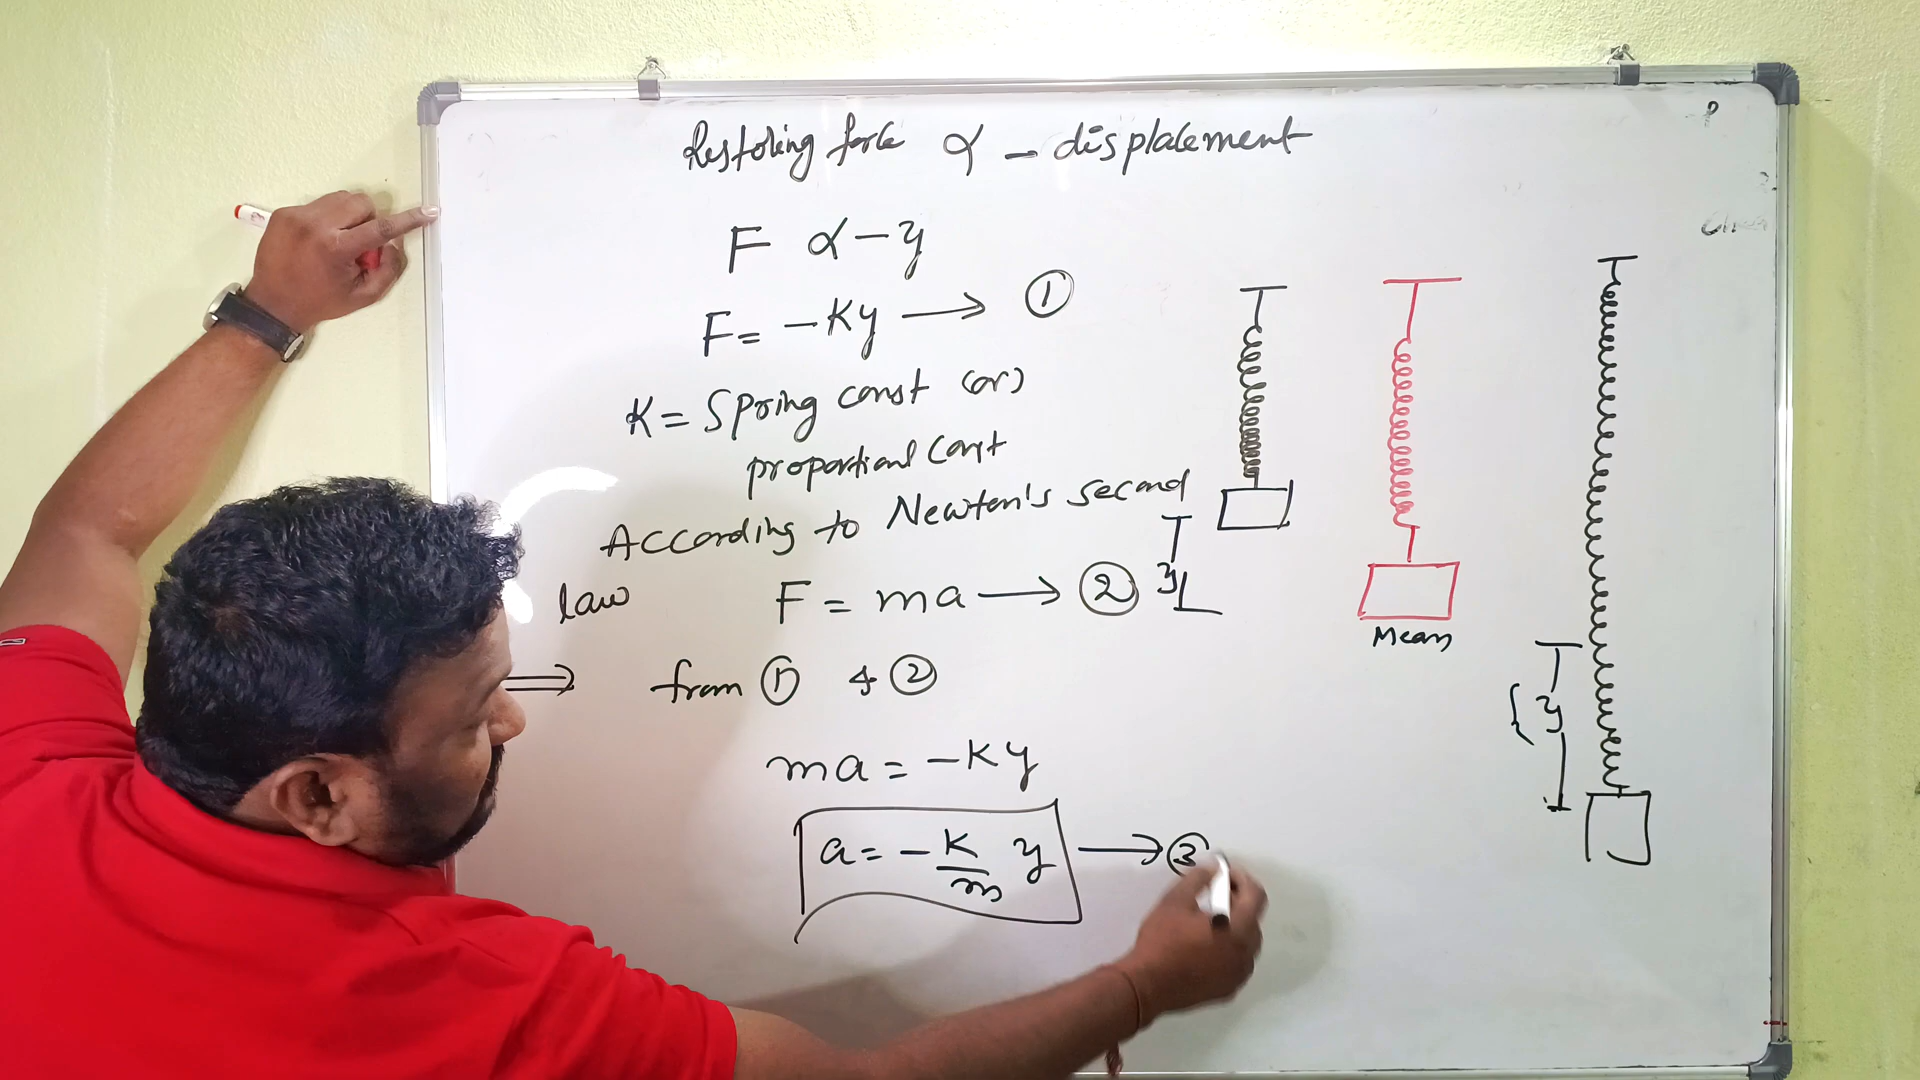 Restoring force α - displacement
F α - y
F = - Ky → ①
K = Spring const (or)
proportional const
According to Newton's second
law F = ma → ②
⇒ from ① & ②
ma = - Ky
a = - K/m y → ③
y
Mean
y